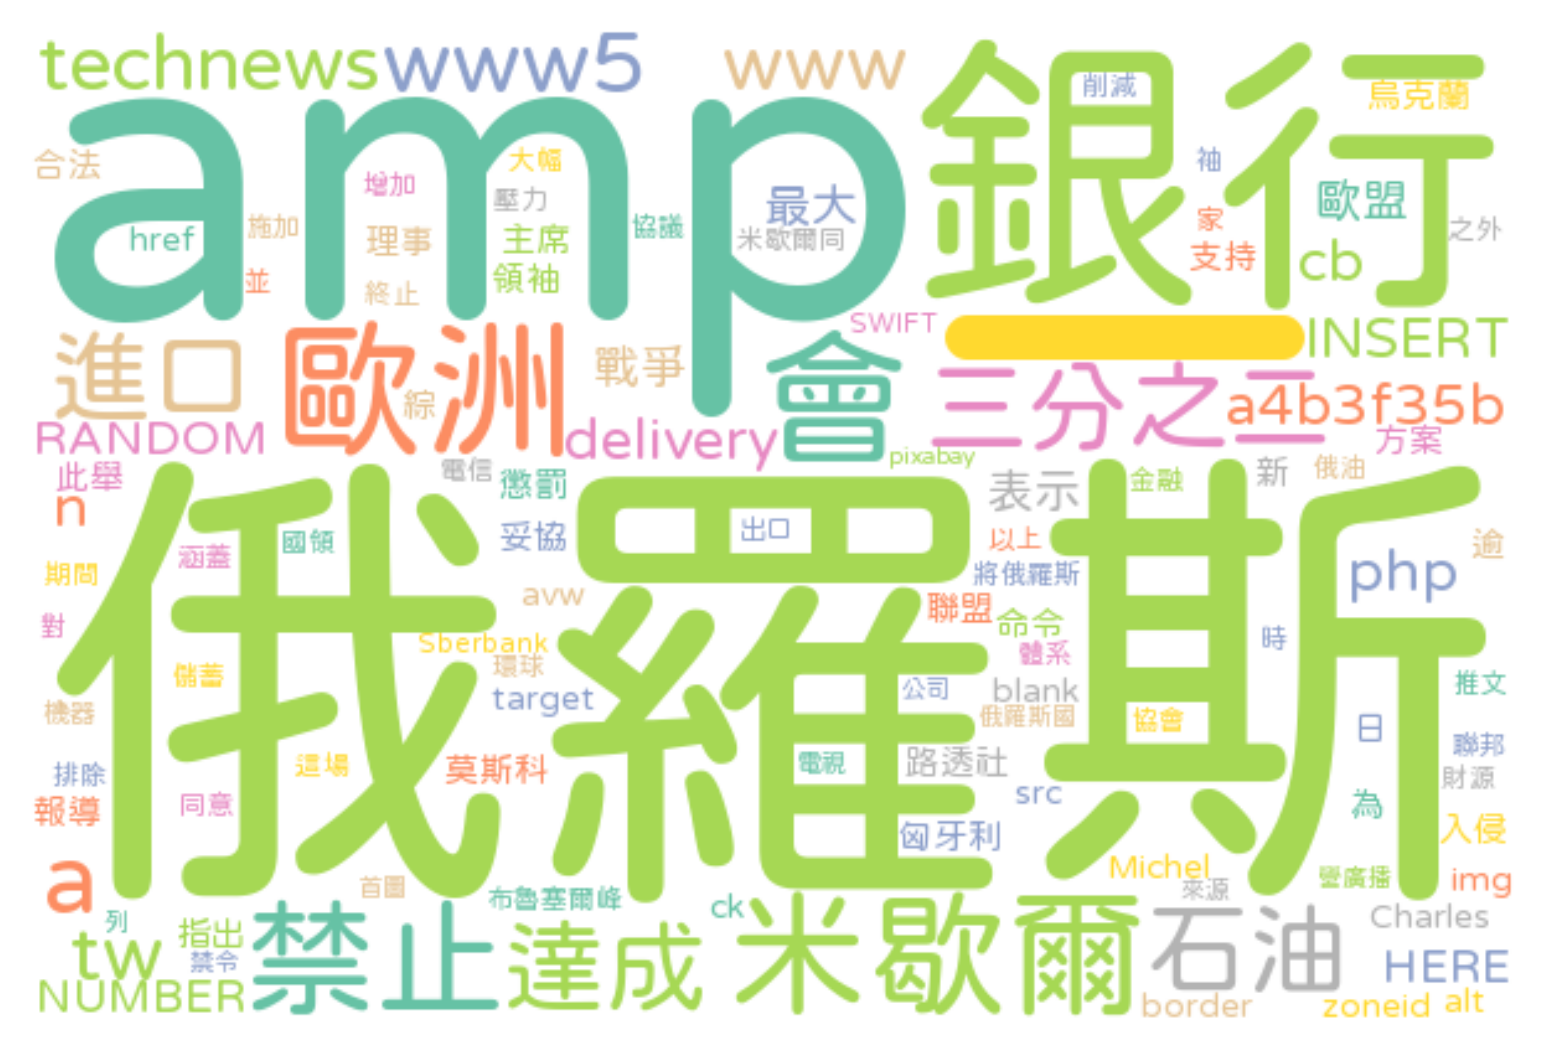 technews
www5
www
amp
銀行
削減
烏克蘭
合法
增加
大幅
壓力
最大
袖
歐盟
href
施加
理事
主席
協議
米歇爾同
家
之外
並
終止
領袖
支持
cb
進口
歐洲
戰爭
SWIFT
會
一
INSERT
綜
三分之二
a4b3f35b
RANDOM
delivery
pixabay
方案
此舉
電信
懲罰
表示
金融
新
俄油
n
俄羅斯
涵蓋
國領
妥協
出口
以上
逾
期間
將俄羅斯
php
avw
聯盟
命令
對
Sberbank
體系
時
儲蓄
環球
target
公司
blank
推文
機器
俄羅斯國
協會
日
聯邦
排除
這場
莫斯科
電視
路透社
財源
報導
同意
src
為
匈牙利
入侵
a
首圖
布魯塞爾峰
Michel
來源
譽廣播
img
列
ck
Charles
tw
指出
禁令
禁止
達成
米歇爾
石油
HERE
NUMBER
border
zoneid
alt